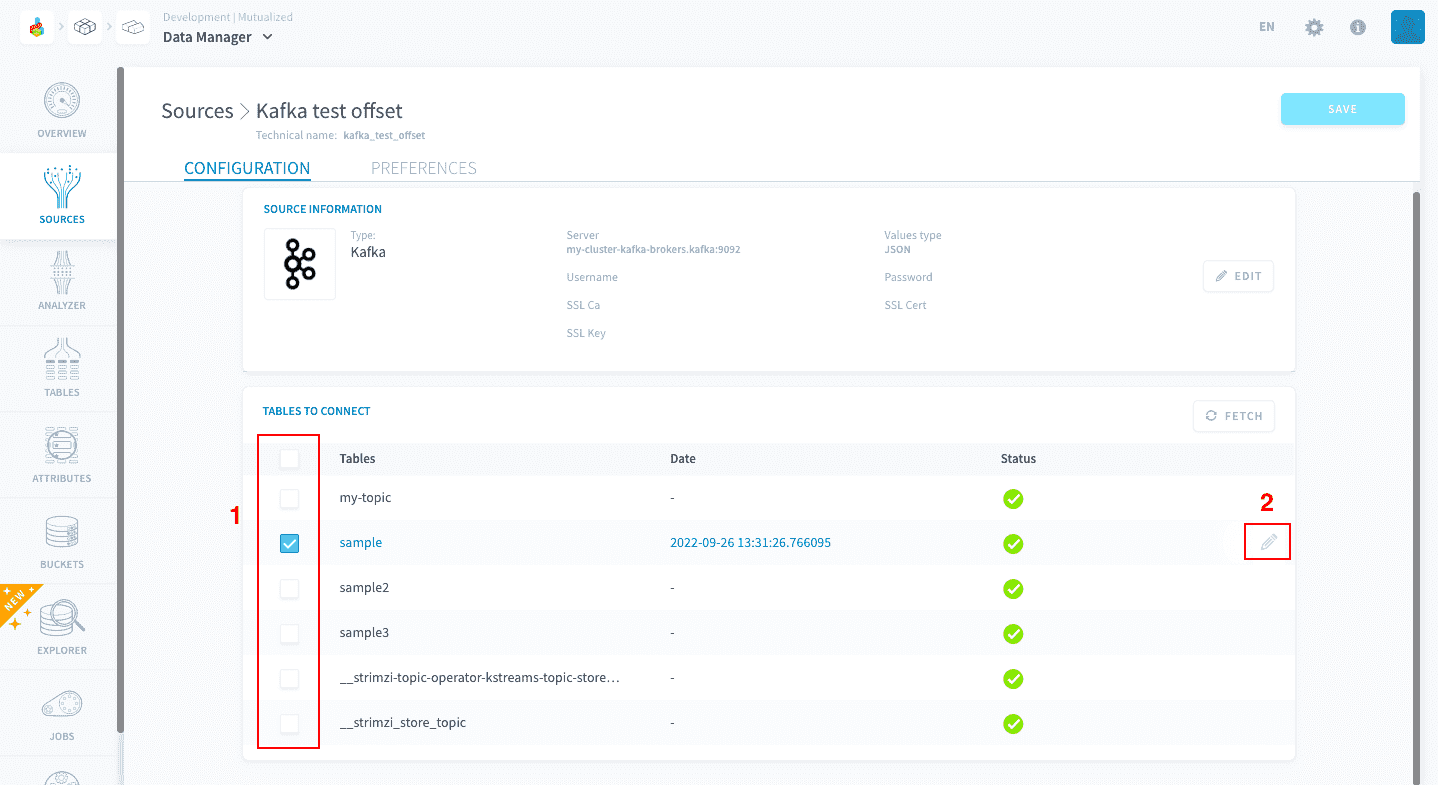 Development | Mutualized
Data Manager
EN
OVERVIEW
SOURCES
ANALYZER
TABLES
ATTRIBUTES
BUCKETS
NEW
EXPLORER
JOBS
Sources > Kafka test offset
SAVE
Technical name: kafka_test_offset
CONFIGURATION PREFERENCES
SOURCE INFORMATION
Type:
Kafka
Server
my-cluster-kafka-brokers.kafka:9092
Values type
JSON
Username
Password
SSL Ca
SSL Cert
SSL Key
EDIT
TABLES TO CONNECT
FETCH
Tables Date Status
1
2
my-topic -
sample 2022-09-26 13:31:26.766095
sample2 -
sample3 -
__strimzi-topic-operator-kstreams-topic-store... -
__strimzi_store_topic -